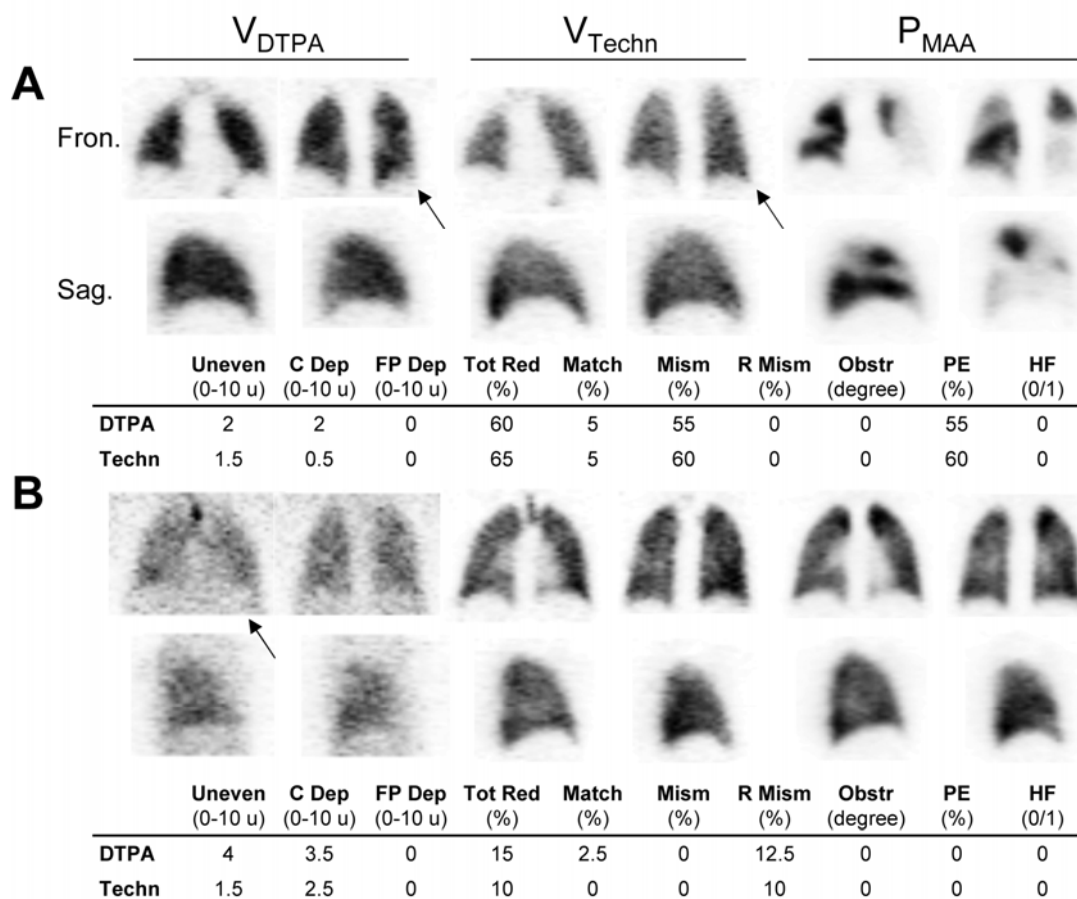 V DTPA V Techn P MAA
A
Fron.
Sag.
Uneven C Dep FP Dep Tot Red Match Mism R Mism Obstr PE HF
(0-10 u) (0-10 u) (0-10 u) (%) (%) (%) (%) (degree) (%) (0/1)
DTPA 2 2 0 60 5 55 0 0 55 0
Techn 1.5 0.5 0 65 5 60 0 0 60 0
B
Uneven C Dep FP Dep Tot Red Match Mism R Mism Obstr PE HF
(0-10 u) (0-10 u) (0-10 u) (%) (%) (%) (%) (degree) (%) (0/1)
DTPA 4 3.5 0 15 2.5 0 12.5 0 0 0
Techn 1.5 2.5 0 10 0 0 10 0 0 0